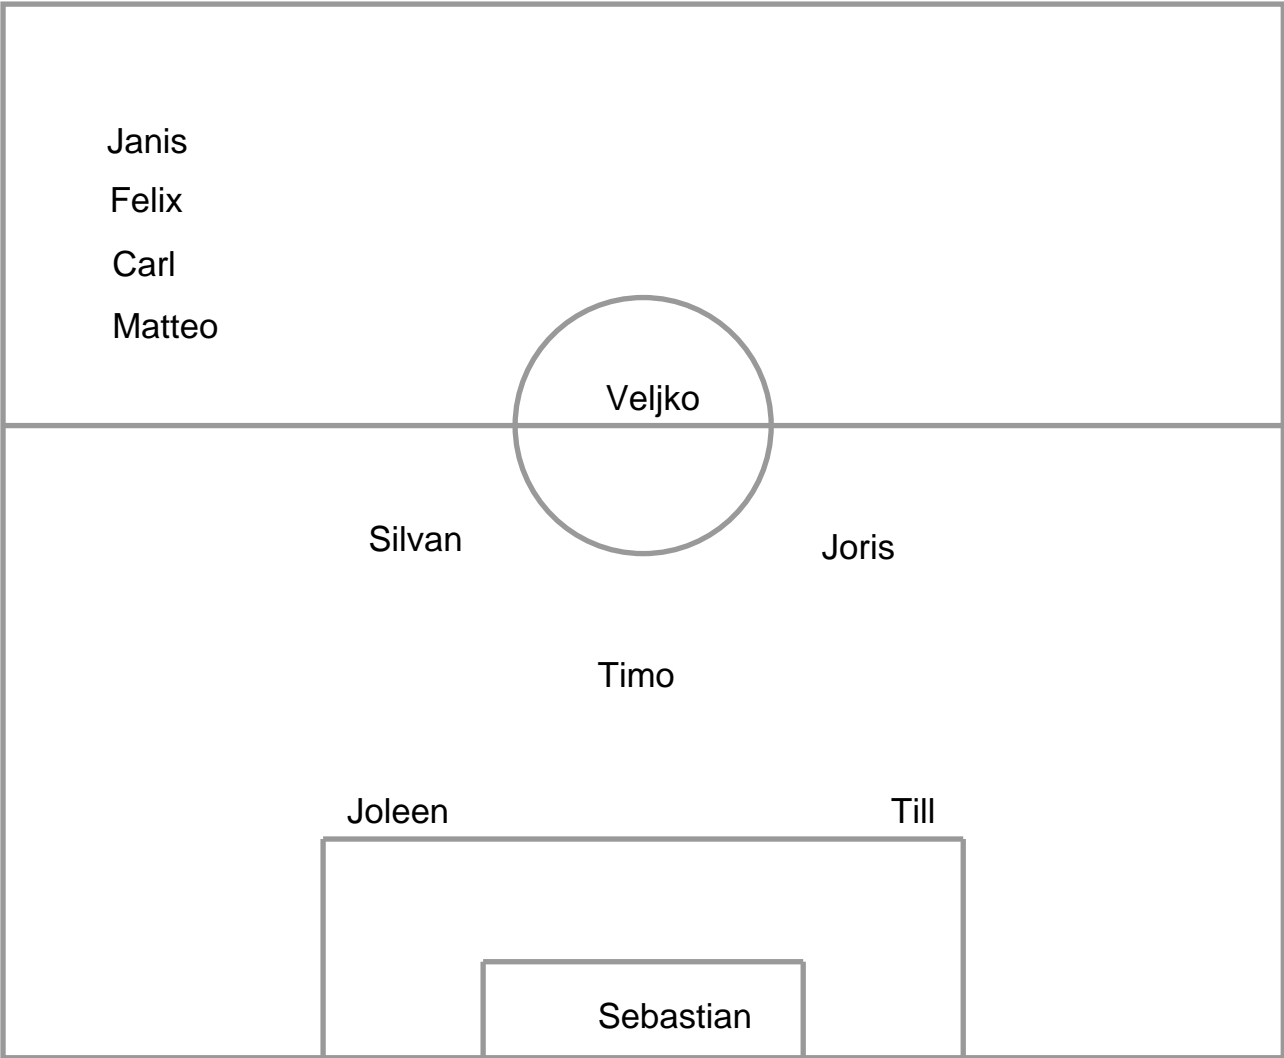 Janis
Felix
Carl
Matteo
Veljko
Silvan
Joris
Timo
Joleen
Till
Sebastian